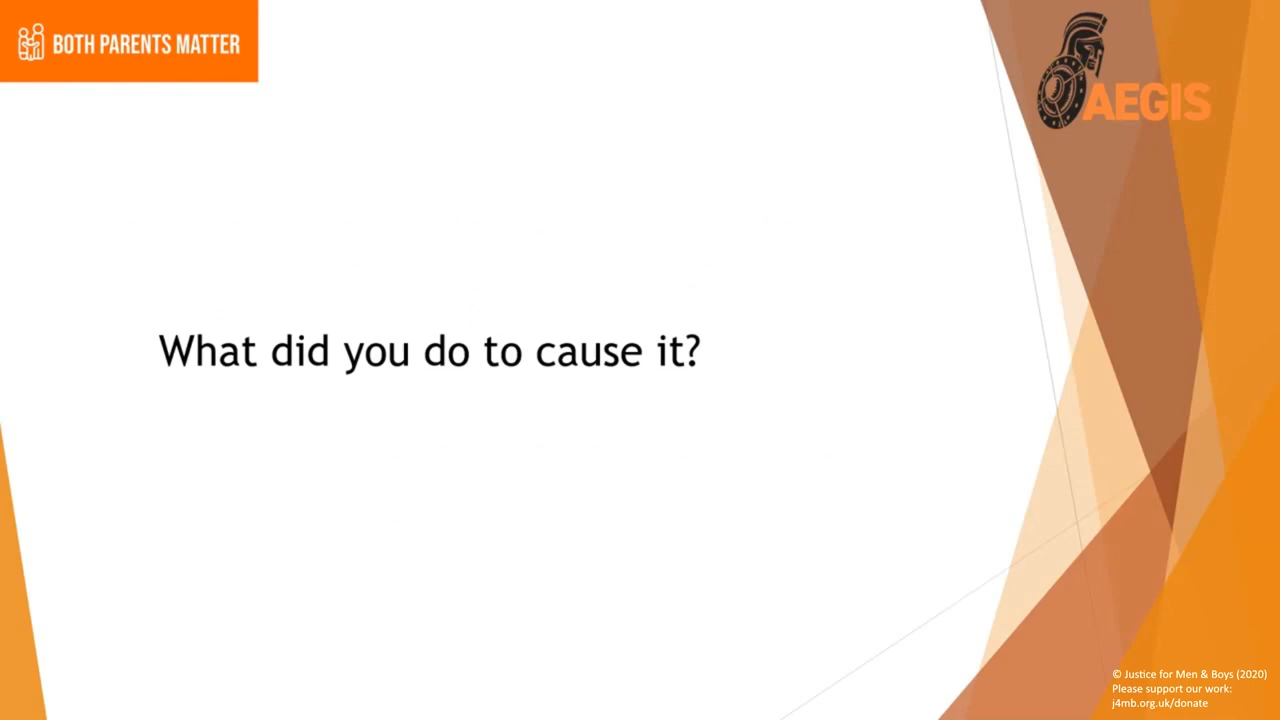 BOTH PARENTS MATTER
AEGIS
What did you do to cause it?
© Justice for Men & Boys (2020)
Please support our work:
j4mb.org.uk/donate